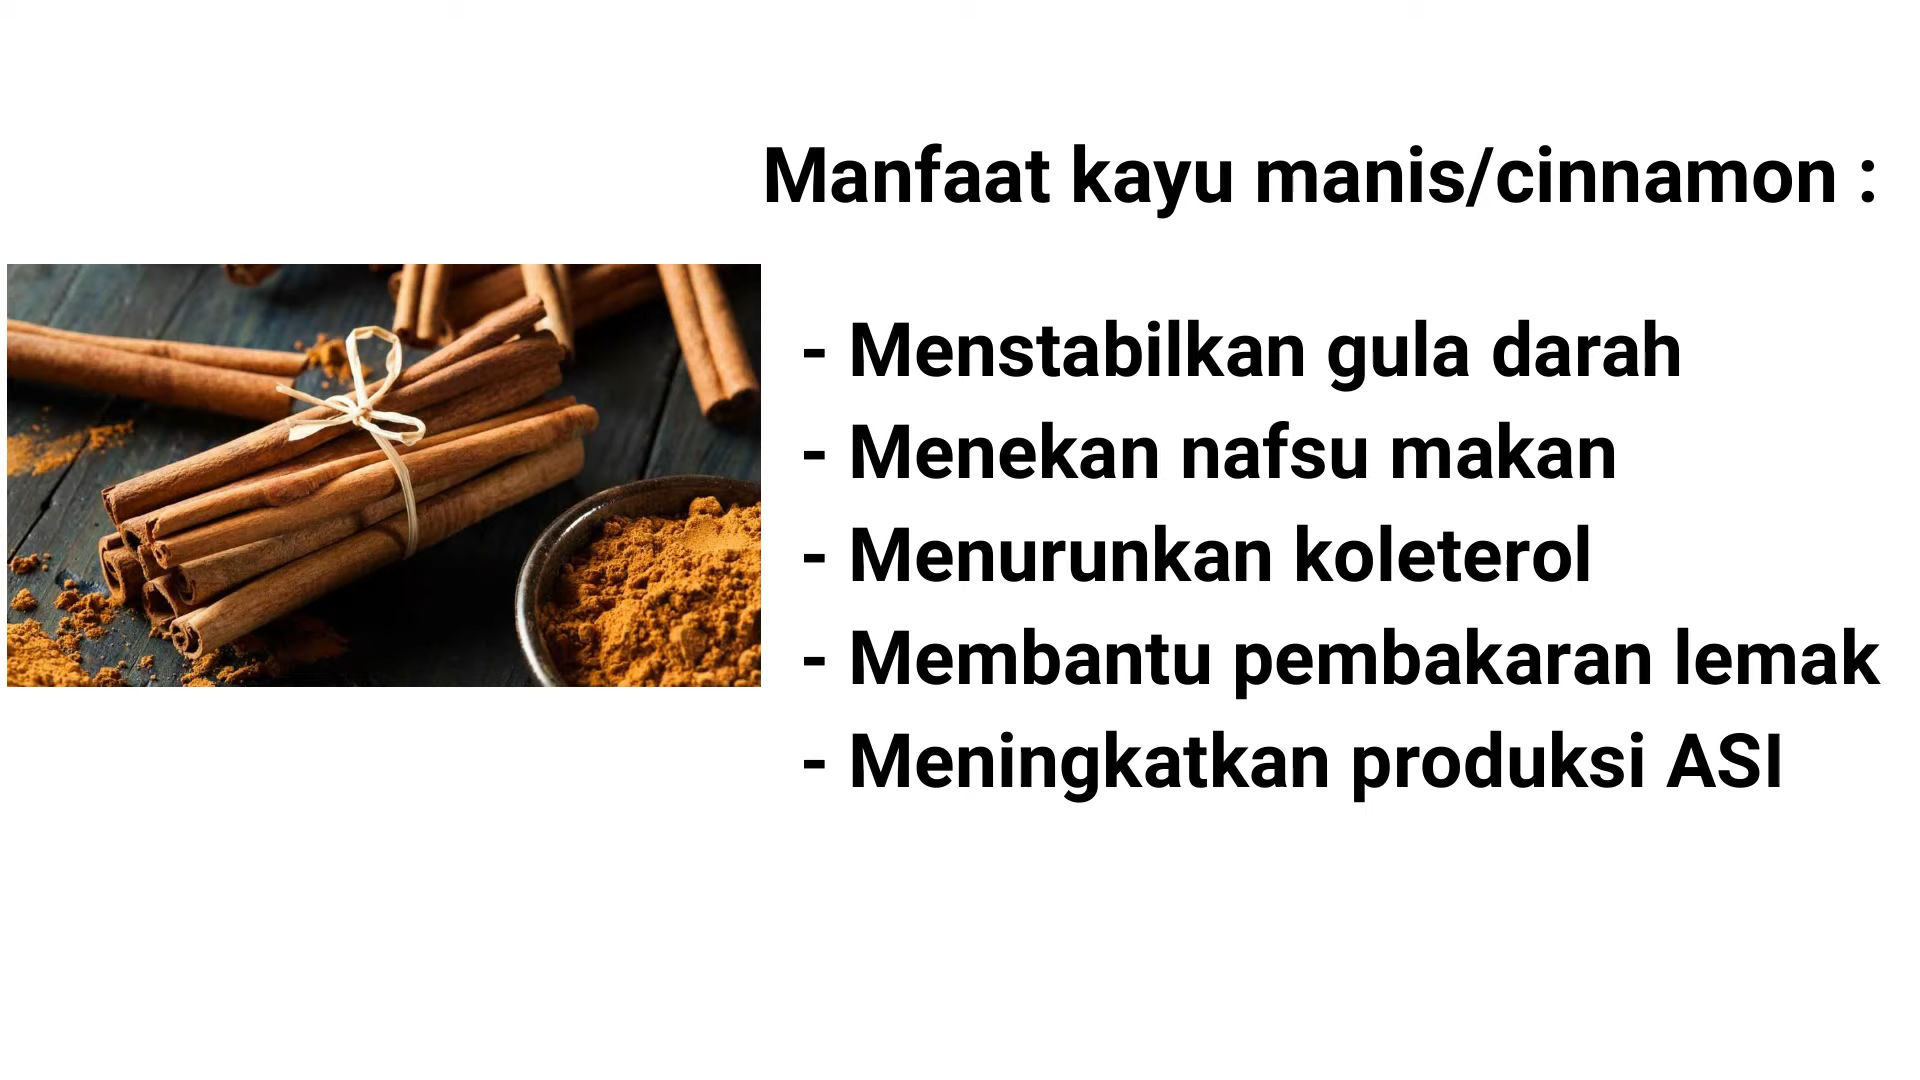 Manfaat kayu manis/cinnamon :
- Menstabilkan gula darah
- Menekan nafsu makan
- Menurunkan koleterol
- Membantu pembakaran lemak
- Meningkatkan produksi ASI